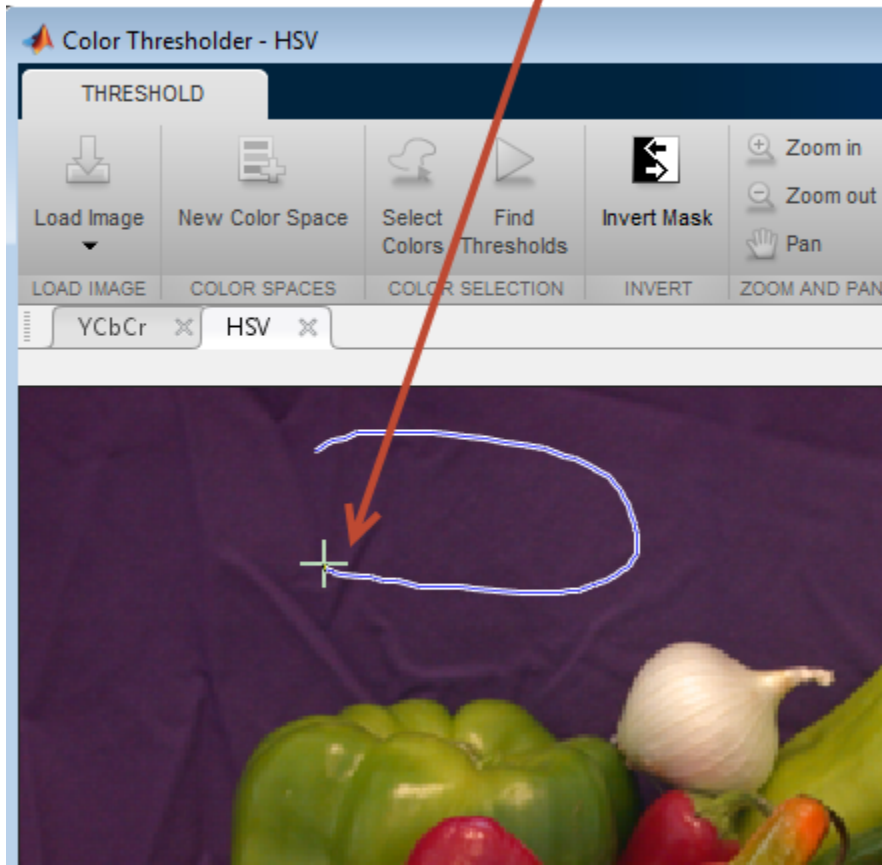 Color Thresholder - HSV
THRESHOLD
Load Image
New Color Space
Select Colors
Find Thresholds
Invert Mask
Zoom in
Zoom out
Pan
LOAD IMAGE
COLOR SPACES
COLOR SELECTION
INVERT
ZOOM AND PAN
YCbCr
HSV